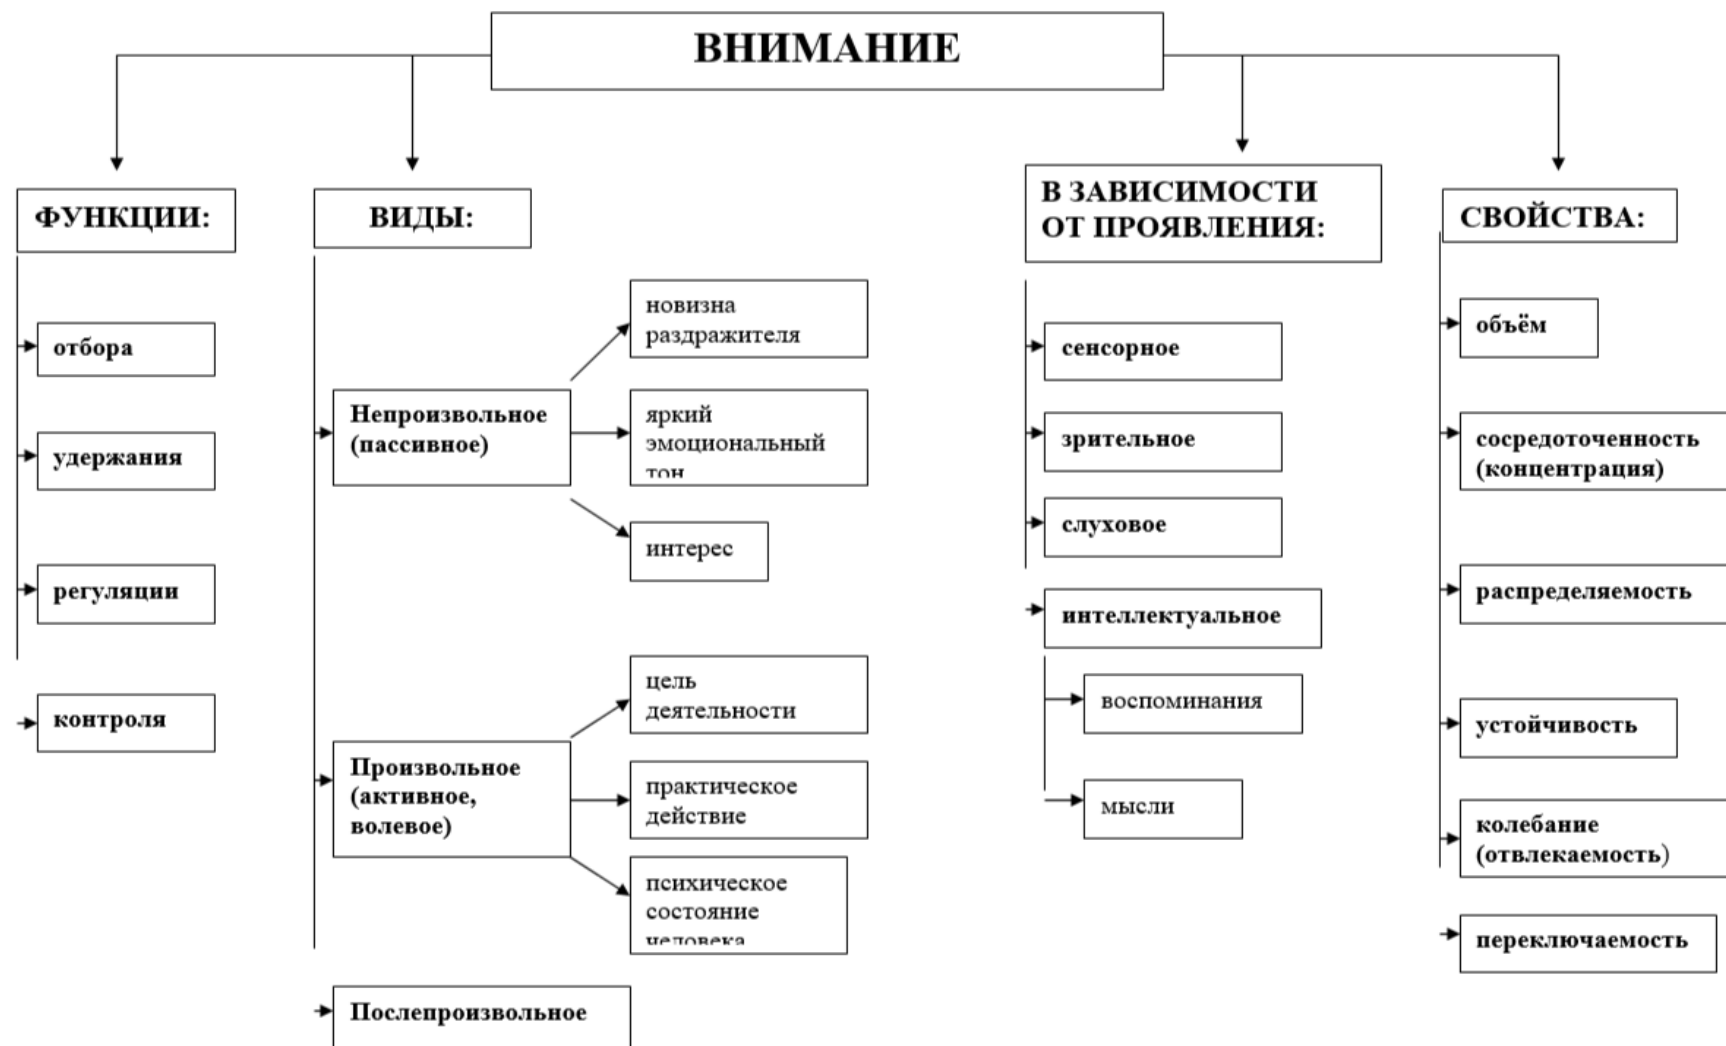 ВНИМАНИЕ
ФУНКЦИИ:
отбора
удержания
регуляции
контроля
ВИДЫ:
Непроизвольное
(пассивное)
новизна
раздражителя
яркий
эмоциональный
тон
интерес
Произвольное
(активное,
волевое)
цель
деятельности
практическое
действие
психическое
состояние
человека
Послепроизвольное
В ЗАВИСИМОСТИ
ОТ ПРОЯВЛЕНИЯ:
сенсорное
зрительное
слуховое
интеллектуальное
воспоминания
мысли
СВОЙСТВА:
объём
сосредоточенность
(концентрация)
распределяемость
устойчивость
колебание
(отвлекаемость)
переключаемость